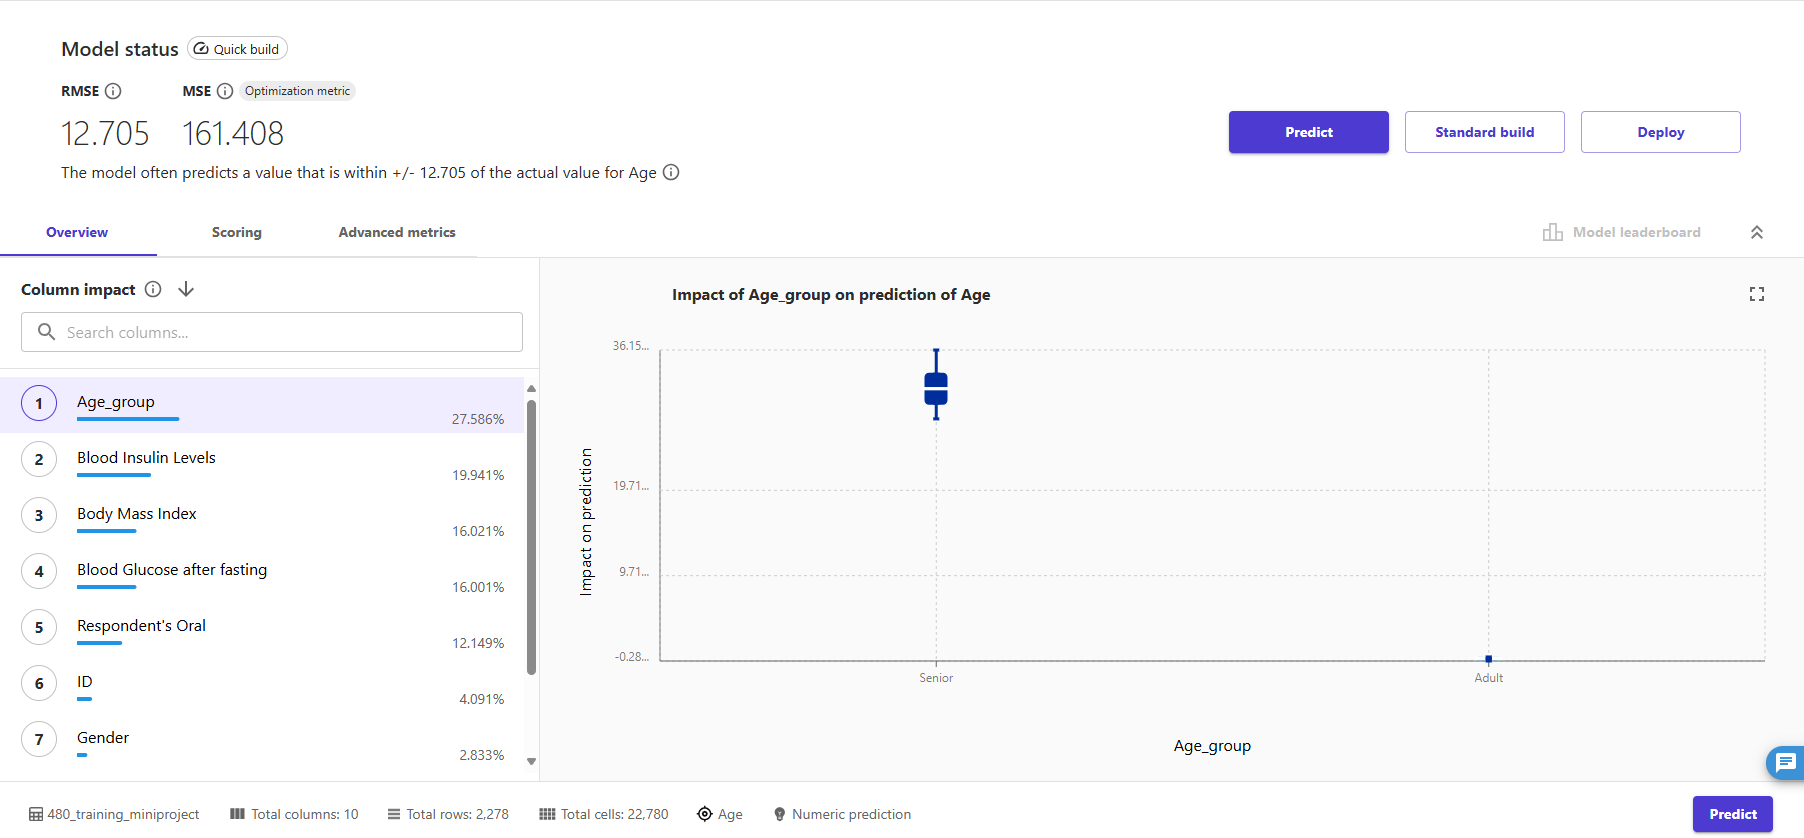 Model status Quick build
RMSE MSE Optimization metric
12.705 161.408
The model often predicts a value that is within +/- 12.705 of the actual value for Age
Predict Standard build Deploy
Overview Scoring Advanced metrics Model leaderboard
Column impact
Search columns...
1 Age_group 27.586%
2 Blood Insulin Levels 19.941%
3 Body Mass Index 16.021%
4 Blood Glucose after fasting 16.001%
5 Respondent's Oral 12.149%
6 ID 4.091%
7 Gender 2.833%
Impact of Age_group on prediction of Age
Impact on prediction
36.15...
19.71...
9.71...
-0.28...
Senior Adult
Age_group
480_training_miniproject Total columns: 10 Total rows: 2,278 Total cells: 22,780 Age Numeric prediction Predict